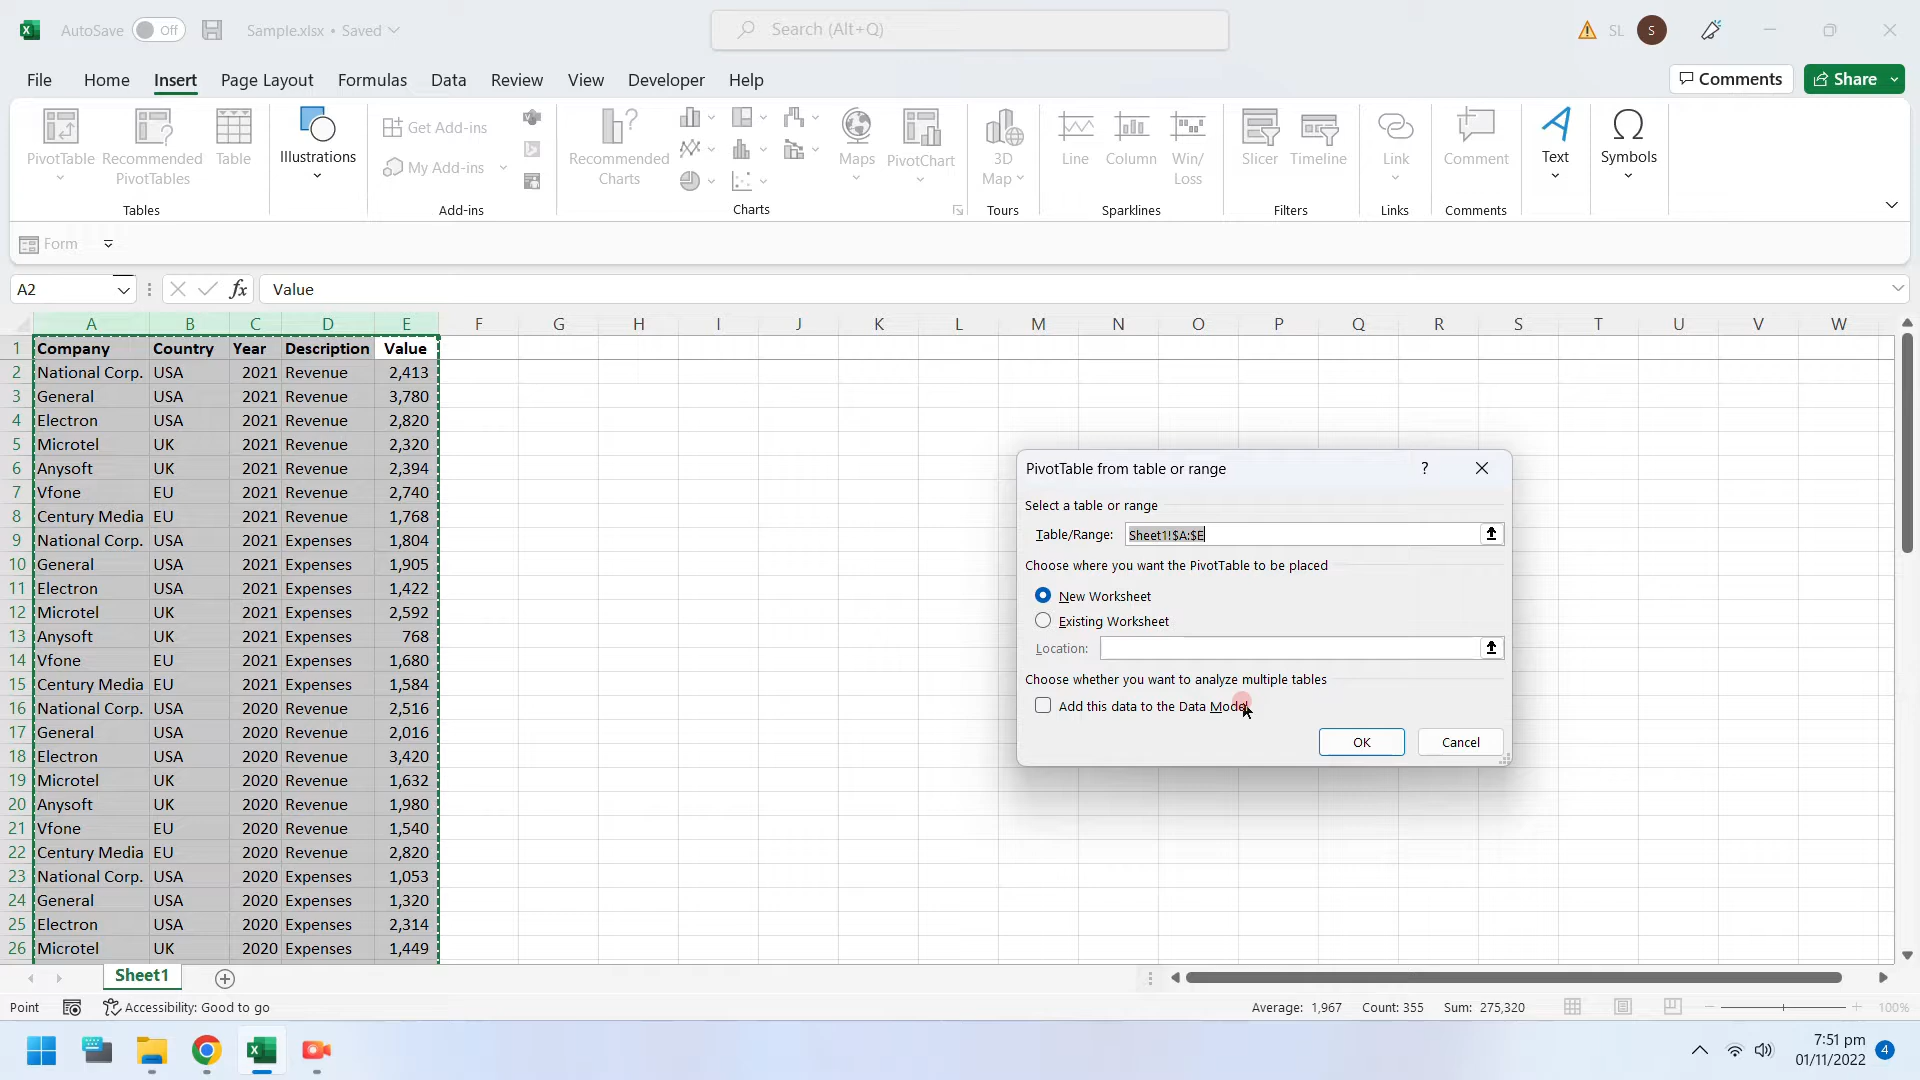 AutoSave Off Sample.xlsx • Saved Search (Alt+Q) SL S
File Home Insert Page Layout Formulas Data Review View Developer Help Comments Share
PivotTable
Recommended PivotTables
Table
Tables
Illustrations
Get Add-ins
My Add-ins
Add-ins
Recommended Charts
Maps
PivotChart
Charts
3D Map
Tours
Line
Column
Win/ Loss
Sparklines
Slicer
Timeline
Filters
Link
Links
Comment
Comments
Text
Symbols
Form
A2 fx Value
A B C D E F G H I J K L M N O P Q R S T U V W
1 Company Country Year Description Value
2 National Corp. USA 2021 Revenue 2,413
3 General USA 2021 Revenue 3,780
4 Electron USA 2021 Revenue 2,820
5 Microtel UK 2021 Revenue 2,320
6 Anysoft UK 2021 Revenue 2,394
7 Vfone EU 2021 Revenue 2,740
8 Century Media EU 2021 Revenue 1,768
9 National Corp. USA 2021 Expenses 1,804
10 General USA 2021 Expenses 1,905
11 Electron USA 2021 Expenses 1,422
12 Microtel UK 2021 Expenses 2,592
13 Anysoft UK 2021 Expenses 768
14 Vfone EU 2021 Expenses 1,680
15 Century Media EU 2021 Expenses 1,584
16 National Corp. USA 2020 Revenue 2,516
17 General USA 2020 Revenue 2,016
18 Electron USA 2020 Revenue 3,420
19 Microtel UK 2020 Revenue 1,632
20 Anysoft UK 2020 Revenue 1,980
21 Vfone EU 2020 Revenue 1,540
22 Century Media EU 2020 Revenue 2,820
23 National Corp. USA 2020 Expenses 1,053
24 General USA 2020 Expenses 1,320
25 Electron USA 2020 Expenses 2,314
26 Microtel UK 2020 Expenses 1,449
PivotTable from table or range ?
Select a table or range
Table/Range: Sheet1!$A:$E
Choose where you want the PivotTable to be placed
New Worksheet
Existing Worksheet
Location:
Choose whether you want to analyze multiple tables
Add this data to the Data Model
OK Cancel
Sheet1
Point Accessibility: Good to go Average: 1,967 Count: 355 Sum: 275,320 100%
7:51 pm
01/11/2022 4